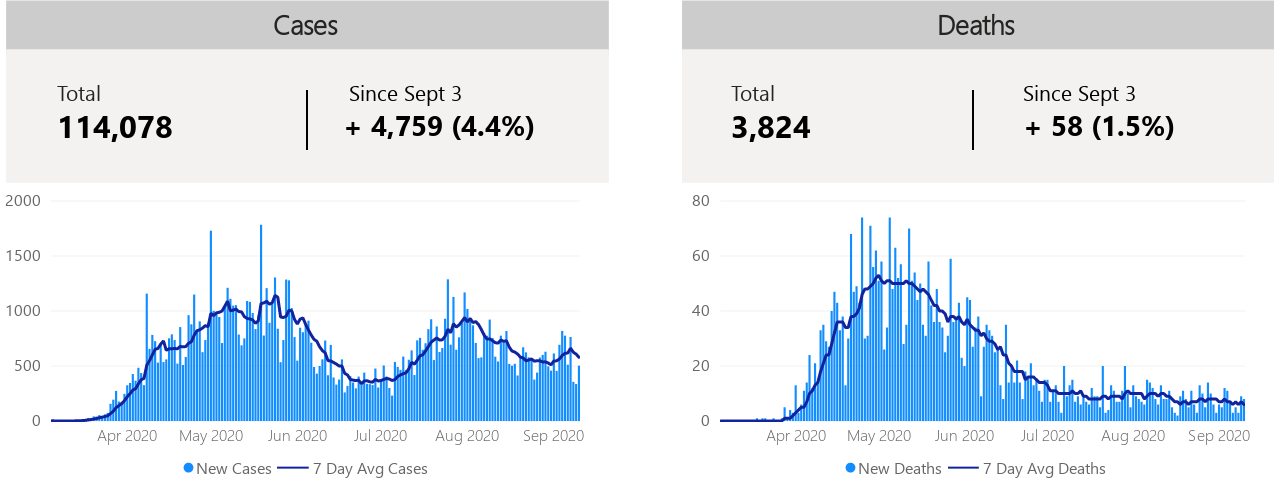 Cases
Total
114,078
Since Sept 3
+ 4,759 (4.4%)
2000
1500
1000
500
0
Apr 2020 May 2020 Jun 2020 Jul 2020 Aug 2020 Sep 2020
New Cases 7 Day Avg Cases
Deaths
Total
3,824
Since Sept 3
+ 58 (1.5%)
80
60
40
20
0
Apr 2020 May 2020 Jun 2020 Jul 2020 Aug 2020 Sep 2020
New Deaths 7 Day Avg Deaths